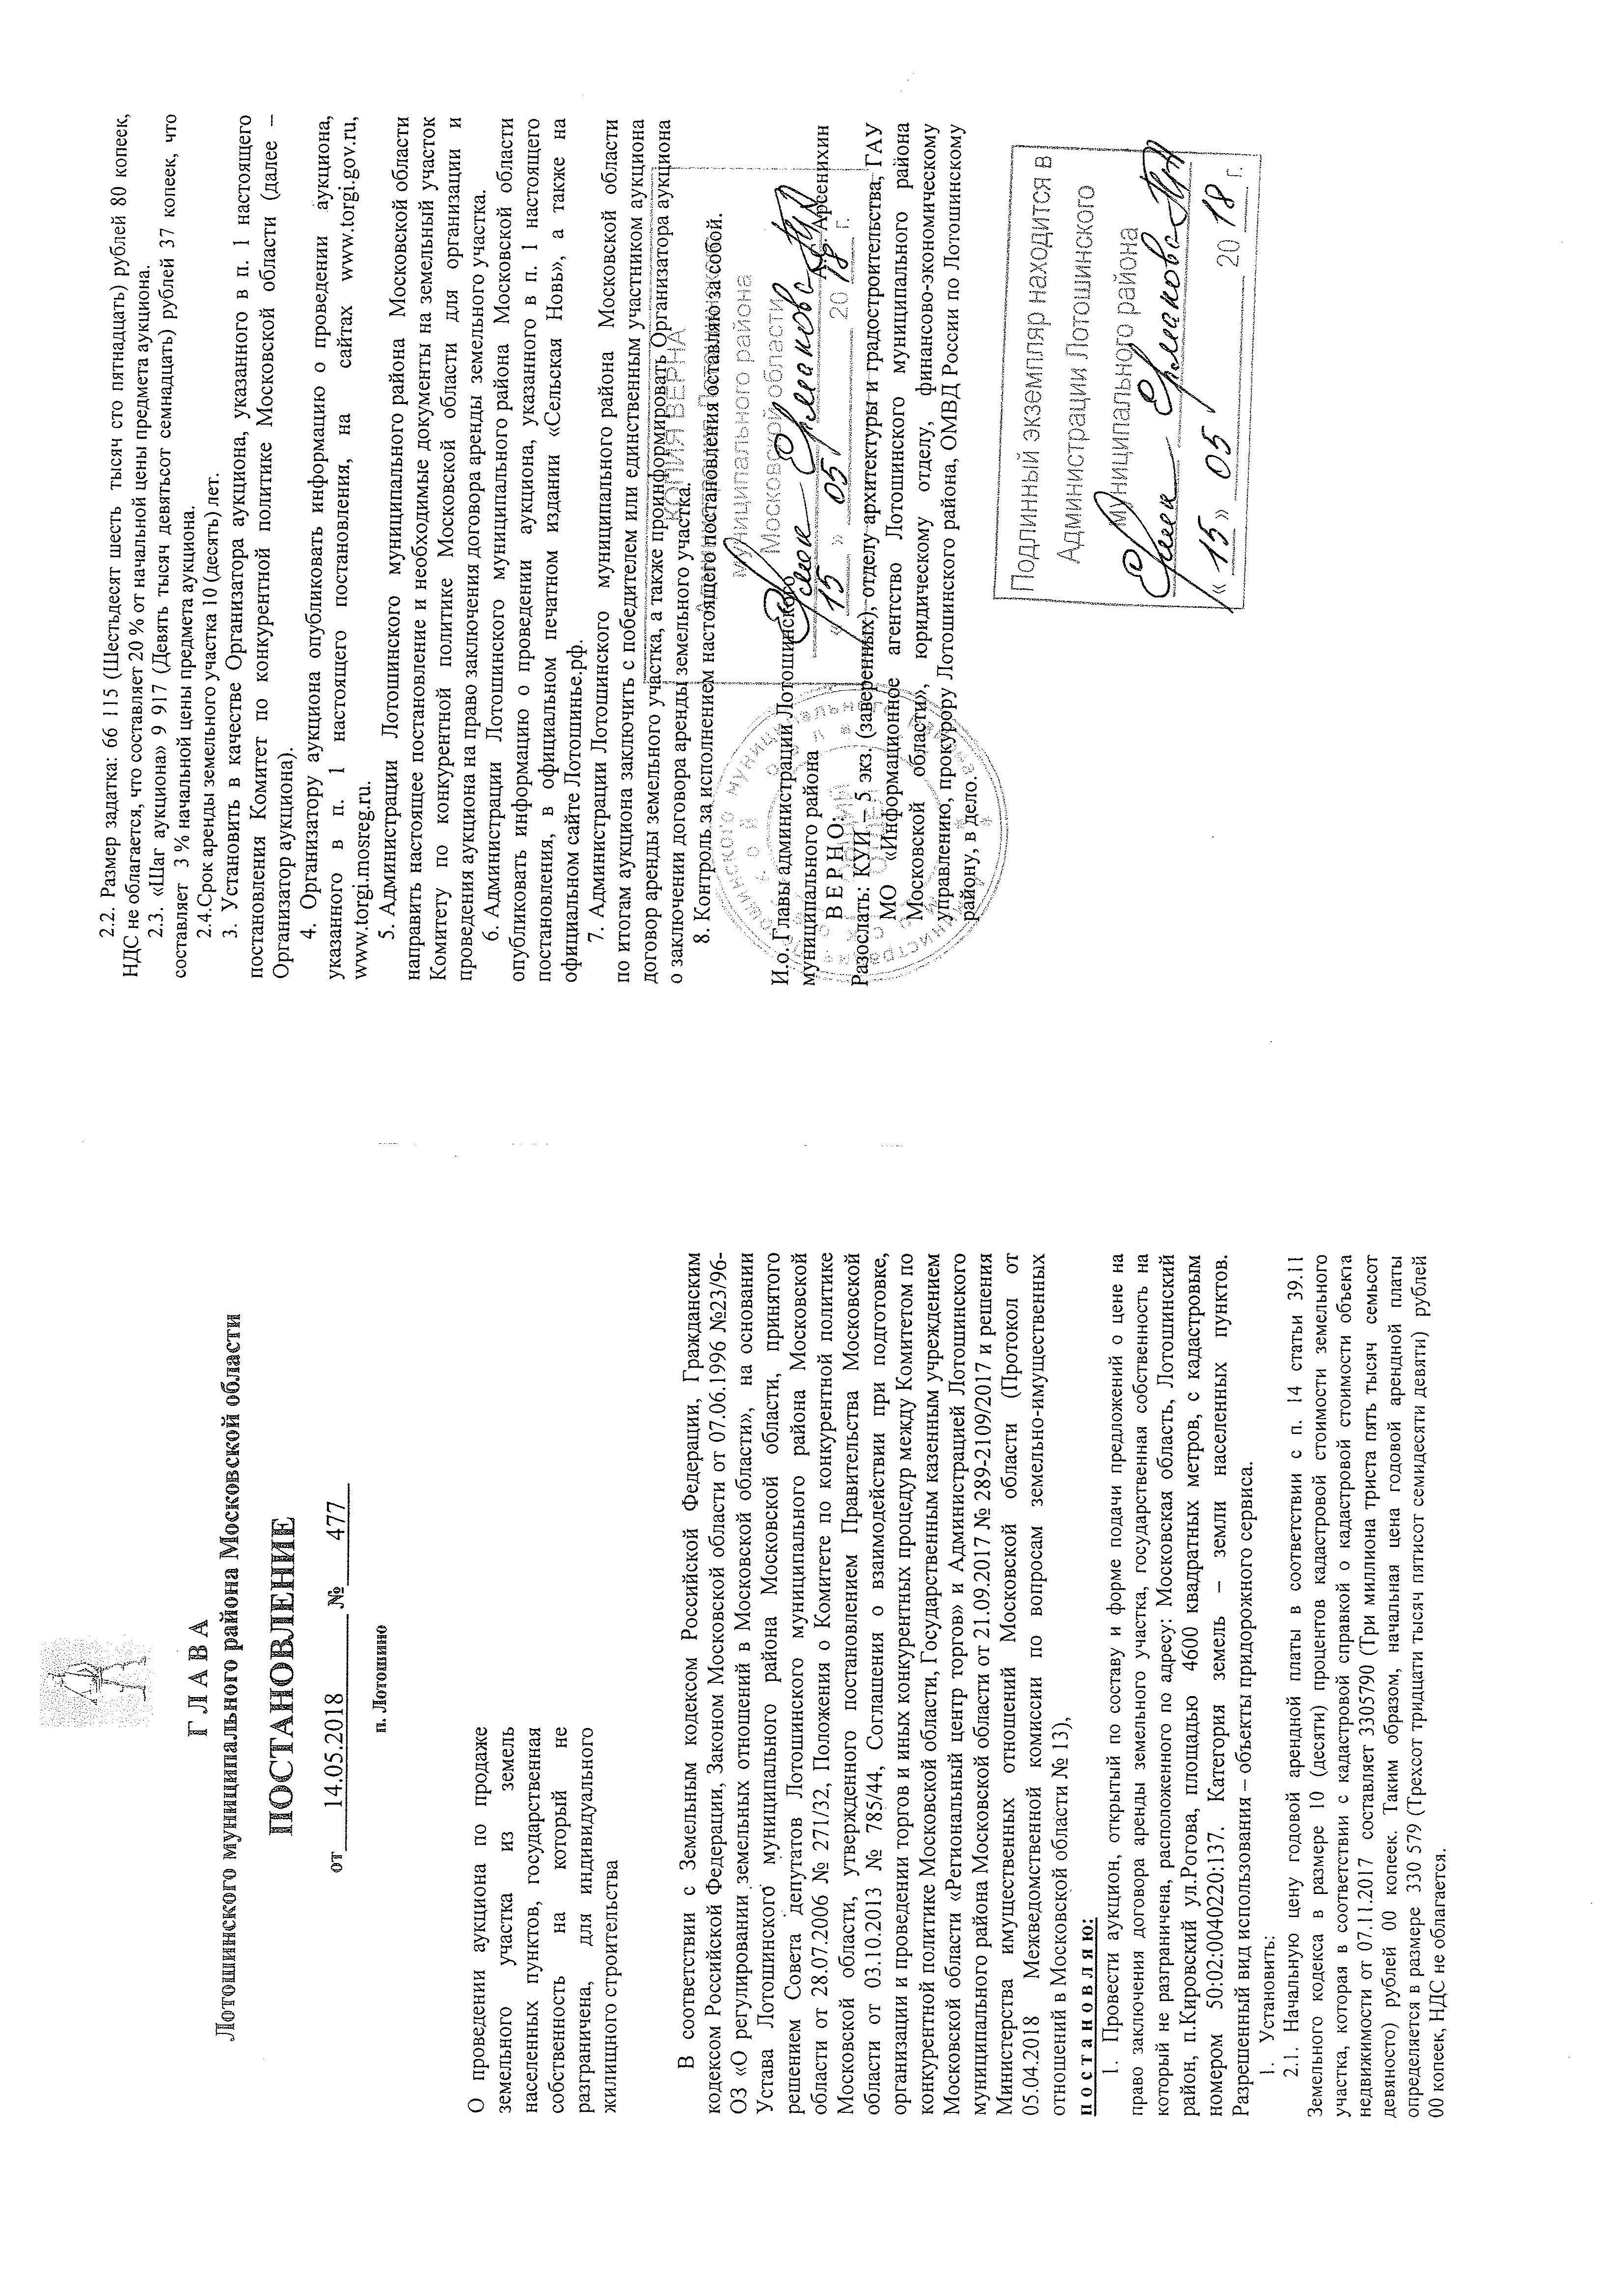 Г Л А В А
Лотошинского муниципального района Московской области
ПОСТАНОВЛЕНИЕ
от 14.05.2018 № 477
п. Лотошино
О проведении аукциона по продаже
земельного участка из земель
населенных пунктов, государственная
собственность на который не
разграничена, для индивидуального
жилищного строительства
В соответствии с Земельным кодексом Российской Федерации, Гражданским
кодексом Российской Федерации, Законом Московской области от 07.06.1996 №23/96-
ОЗ «О регулировании земельных отношений в Московской области», на основании
Устава Лотошинского муниципального района Московской области, принятого
решением Совета депутатов Лотошинского муниципального района Московской
области от 28.07.2006 № 271/32, Положения о Комитете по конкурентной политике
Московской области, утвержденного постановлением Правительства Московской
области от 03.10.2013 № 785/44, Соглашения о взаимодействии при подготовке,
организации и проведении торгов и иных конкурентных процедур между Комитетом по
конкурентной политике Московской области, Государственным казенным учреждением
Московской области «Региональный центр торгов» и Администрацией Лотошинского
муниципального района Московской области от 21.09.2017 № 289-2109/2017 и решения
Министерства имущественных отношений Московской области (Протокол от
05.04.2018 Межведомственной комиссии по вопросам земельно-имущественных
отношений в Московской области № 13),
п о с т а н о в л я ю:
1. Провести аукцион, открытый по составу и форме подачи предложений о цене на
право заключения договора аренды земельного участка, государственная собственность на
который не разграничена, расположенного по адресу: Московская область, Лотошинский
район, п.Кировский ул.Рогова, площадью 4600 квадратных метров, с кадастровым
номером 50:02:0040220:137. Категория земель – земли населенных пунктов.
Разрешенный вид использования – объекты придорожного сервиса.
1. Установить:
2.1. Начальную цену годовой арендной платы в соответствии с п. 14 статьи 39.11
Земельного кодекса в размере 10 (десяти) процентов кадастровой стоимости земельного
участка, которая в соответствии с кадастровой справкой о кадастровой стоимости объекта
недвижимости от 07.11.2017 составляет 3305790 (Три миллиона триста пять тысяч семьсот
девяносто) рублей 00 копеек. Таким образом, начальная цена годовой арендной платы
определяется в размере 330 579 (Трехсот тридцати тысяч пятисот семидесяти девяти) рублей
00 копеек, НДС не облагается.
2.2. Размер задатка: 66 115 (Шестьдесят шесть тысяч сто пятнадцать) рублей 80 копеек,
НДС не облагается, что составляет 20 % от начальной цены предмета аукциона.
2.3. «Шаг аукциона» 9 917 (Девять тысяч девятьсот семнадцать) рублей 37 копеек, что
составляет 3 % начальной цены предмета аукциона.
2.4.Срок аренды земельного участка 10 (десять) лет.
3. Установить в качестве Организатора аукциона, указанного в п. 1 настоящего
постановления Комитет по конкурентной политике Московской области (далее –
Организатор аукциона).
4. Организатору аукциона опубликовать информацию о проведении аукциона,
указанного в п. 1 настоящего постановления, на сайтах www.torgi.gov.ru,
www.torgi.mosreg.ru.
5. Администрации Лотошинского муниципального района Московской области
направить настоящее постановление и необходимые документы на земельный участок
Комитету по конкурентной политике Московской области для организации и
проведения аукциона на право заключения договора аренды земельного участка.
6. Администрации Лотошинского муниципального района Московской области
опубликовать информацию о проведении аукциона, указанного в п. 1 настоящего
постановления, в официальном печатном издании «Сельская Новь», а также на
официальном сайте Лотошинье.рф.
7. Администрации Лотошинского муниципального района Московской области
по итогам аукциона заключить с победителем или единственным участником аукциона
договор аренды земельного участка, а также проинформировать Организатора аукциона
о заключении договора аренды земельного участка.
8. Контроль за исполнением настоящего постановления оставляю за собой.
КОПИЯ ВЕРНА
муниципального района
Московской области
Ермакова
« 15 » 05 2018 г.
И.о. Главы администрации Лотошинского
муниципального района Арсенихин
В Е Р Н О:
Разослать: КУИ – 5 экз. (заверенных), отделу архитектуры и градостроительства, ГАУ
МО «Информационное агентство Лотошинского муниципального района
Московской области», юридическому отделу, финансово-экономическому
управлению, прокурору Лотошинского района, ОМВД России по Лотошинскому
району, в дело.
Подлинный экземпляр находится в
Администрации Лотошинского
муниципального района
Ермакова
« 15 » 05 2018 г.